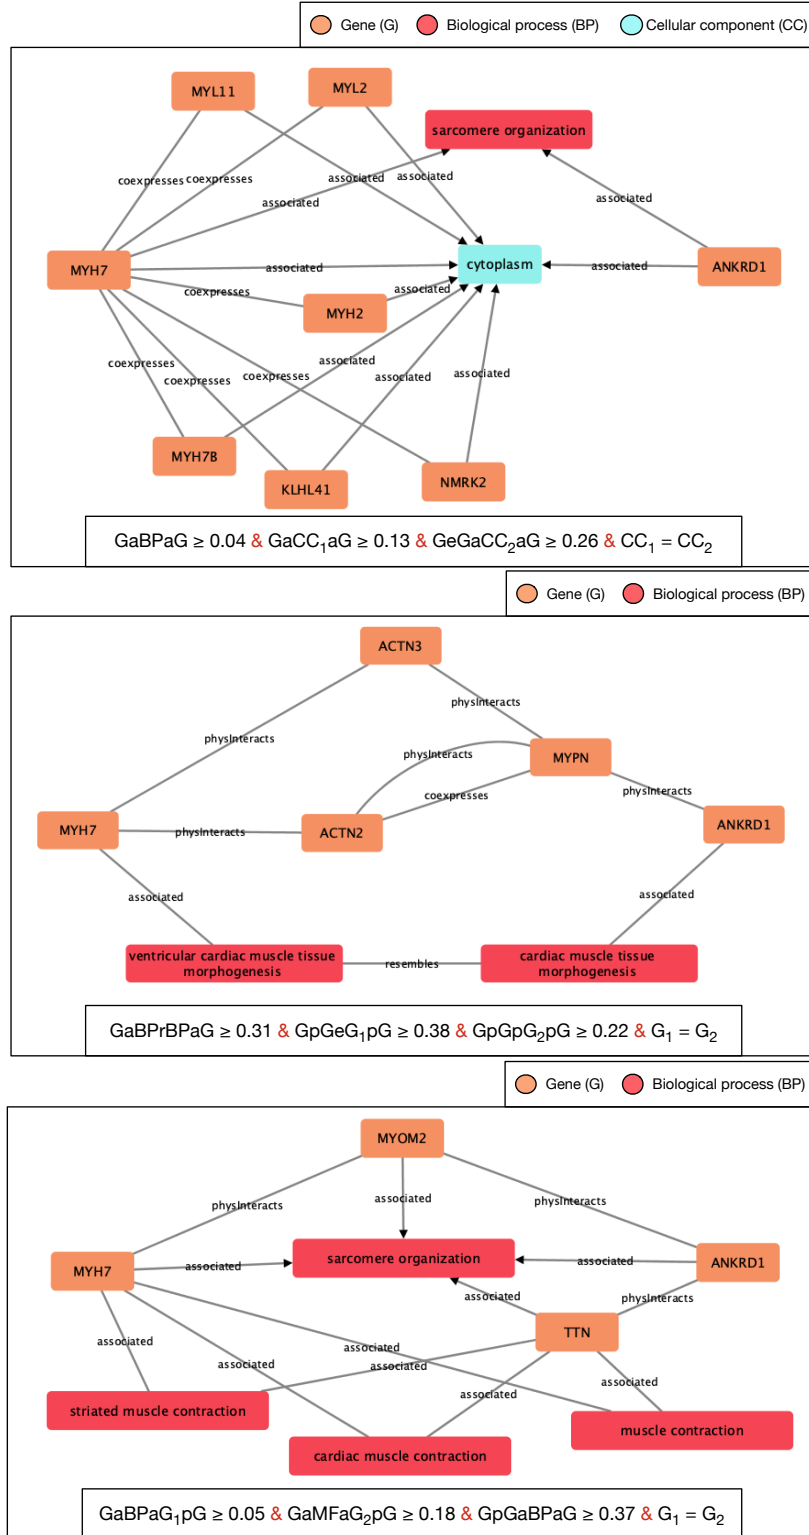 Gene (G) Biological process (BP) Cellular component (CC)
MYL11
MYL2
sarcomere organization
coexpresses
coexpresses
associated
associated
associated
associated
MYH7
associated
cytoplasm
associated
ANKRD1
coexpresses
associated
MYH2
coexpresses
coexpresses
coexpresses
associated
associated
associated
MYH7B
KLHL41
NMRK2
GaBPaG ≥ 0.04 & GaCC₁aG ≥ 0.13 & GeGaCC₂aG ≥ 0.26 & CC₁ = CC₂
Gene (G) Biological process (BP)
ACTN3
physInteracts
physInteracts
physInteracts
MYPN
coexpresses
physInteracts
MYH7
physInteracts
ACTN2
ANKRD1
associated
associated
ventricular cardiac muscle tissue
morphogenesis
resembles
cardiac muscle tissue
morphogenesis
GaBPrBPaG ≥ 0.31 & GpGeG₁pG ≥ 0.38 & GpGpG₂pG ≥ 0.22 & G₁ = G₂
Gene (G) Biological process (BP)
MYOM2
physInteracts
associated
physInteracts
MYH7
associated
sarcomere organization
associated
ANKRD1
associated
physInteracts
TTN
associated
associated
associated
associated
associated
associated
striated muscle contraction
cardiac muscle contraction
muscle contraction
GaBPaG₁pG ≥ 0.05 & GaMFaG₂pG ≥ 0.18 & GpGaBPaG ≥ 0.37 & G₁ = G₂